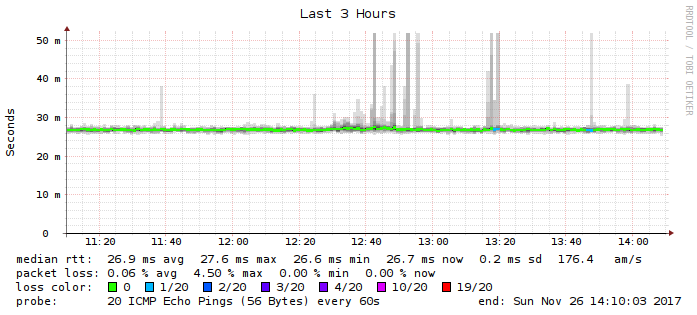 Last 3 Hours
RRDTOOL / TOBI OETIKER
Seconds
50 m
40 m
30 m
20 m
10 m
0
11:20 11:40 12:00 12:20 12:40 13:00 13:20 13:40 14:00
median rtt: 26.9 ms avg 27.6 ms max 26.6 ms min 26.7 ms now 0.2 ms sd 176.4 am/s
packet loss: 0.06 % avg 4.50 % max 0.00 % min 0.00 % now
loss color: 0 1/20 2/20 3/20 4/20 10/20 19/20
probe: 20 ICMP Echo Pings (56 Bytes) every 60s end: Sun Nov 26 14:10:03 2017